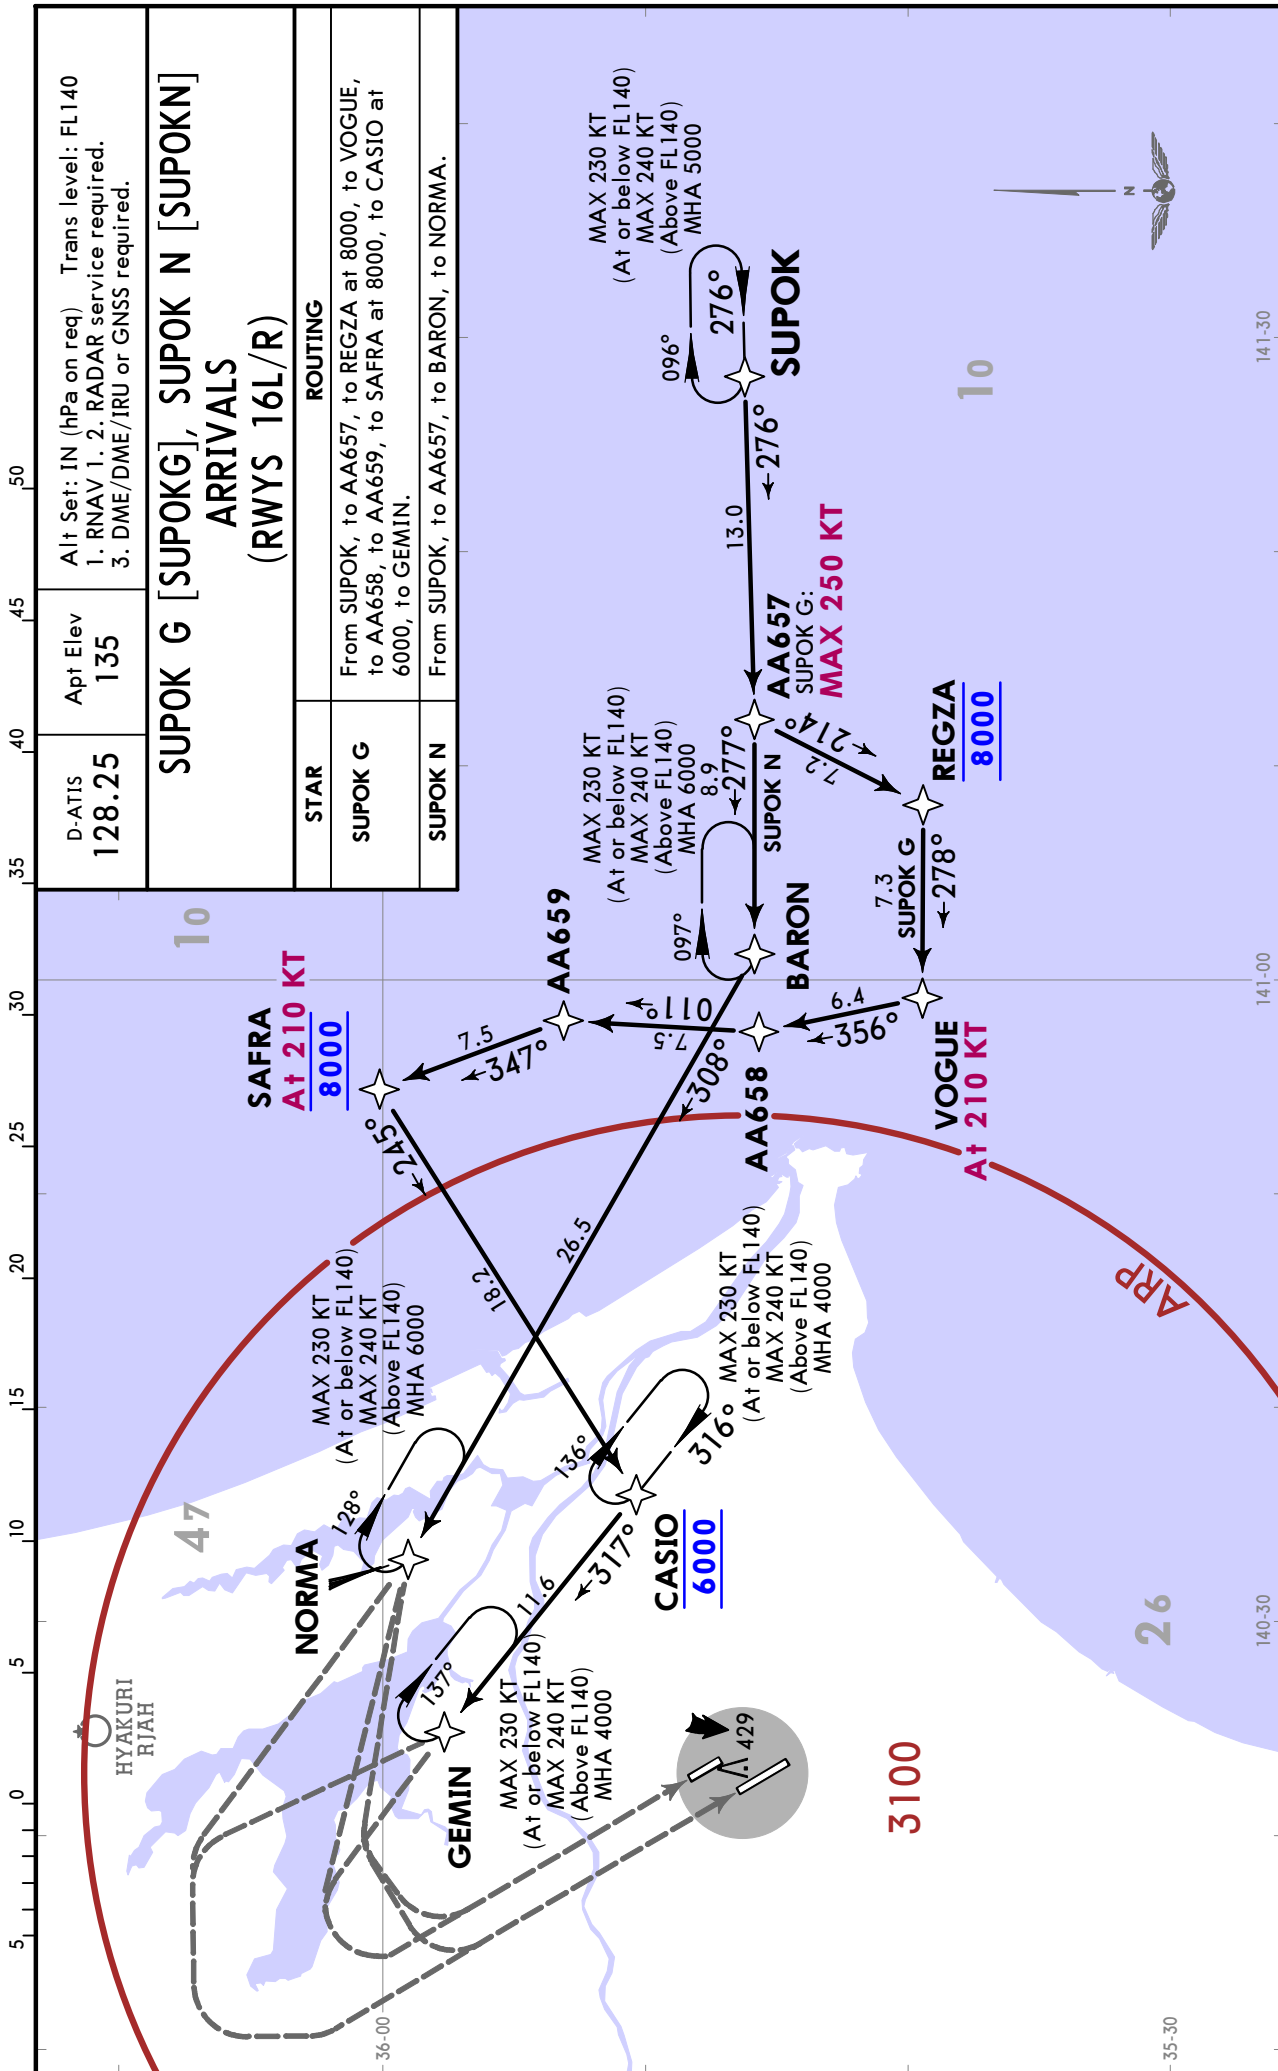 D-ATIS
128.25
Apt Elev
135
Alt Set: IN (hPa on req) Trans level: FL140
1. RNAV 1. 2. RADAR service required.
3. DME/DME/IRU or GNSS required.
SUPOK G [SUPOKG], SUPOK N [SUPOKN]
ARRIVALS
(RWYS 16L/R)
STAR
ROUTING
SUPOK G
From SUPOK, to AA657, to REGZA at 8000, to VOGUE,
to AA658, to AA659, to SAFRA at 8000, to CASIO at
6000, to GEMIN.
SUPOK N
From SUPOK, to AA657, to BARON, to NORMA.
5
0
5
10
15
20
25
30
35
40
45
50
HYAKURI
RJAH
47
10
SAFRA
At 210 KT
8000
7.5
347°
AA659
245°
18.2
MAX 230 KT
(At or below FL140)
MAX 240 KT
(Above FL140)
MHA 6000
128°
NORMA
36-00
137°
GEMIN
MAX 230 KT
(At or below FL140)
MAX 240 KT
(Above FL140)
MHA 4000
11.6
317°
136°
316°
CASIO
6000
MAX 230 KT
(At or below FL140)
MAX 240 KT
(Above FL140)
MHA 4000
26.5
308°
7.5
011°
AA658
6.4
356°
VOGUE
At 210 KT
MAX 230 KT
(At or below FL140)
MAX 240 KT
(Above FL140)
MHA 6000
097°
BARON
8.9
277°
SUPOK N
AA657
SUPOK G:
MAX 250 KT
7.2
214°
REGZA
8000
7.3
SUPOK G
278°
13.0
276°
MAX 230 KT
(At or below FL140)
MAX 240 KT
(Above FL140)
MHA 5000
096°
276°
SUPOK
10
N
429
3100
ARP
26
35-30
140-30
141-00
141-30